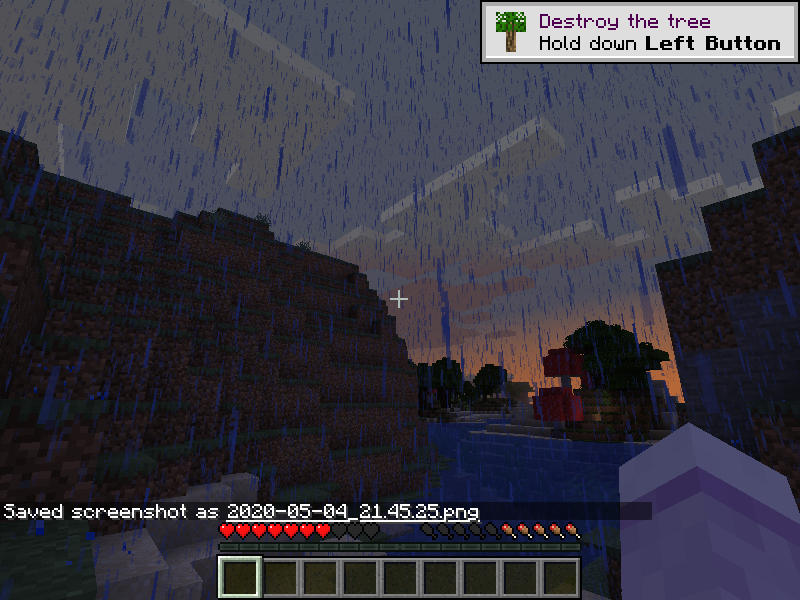 Destroy the tree
Hold down Left Button
Saved screenshot as 2020-05-04_21.45.25.png